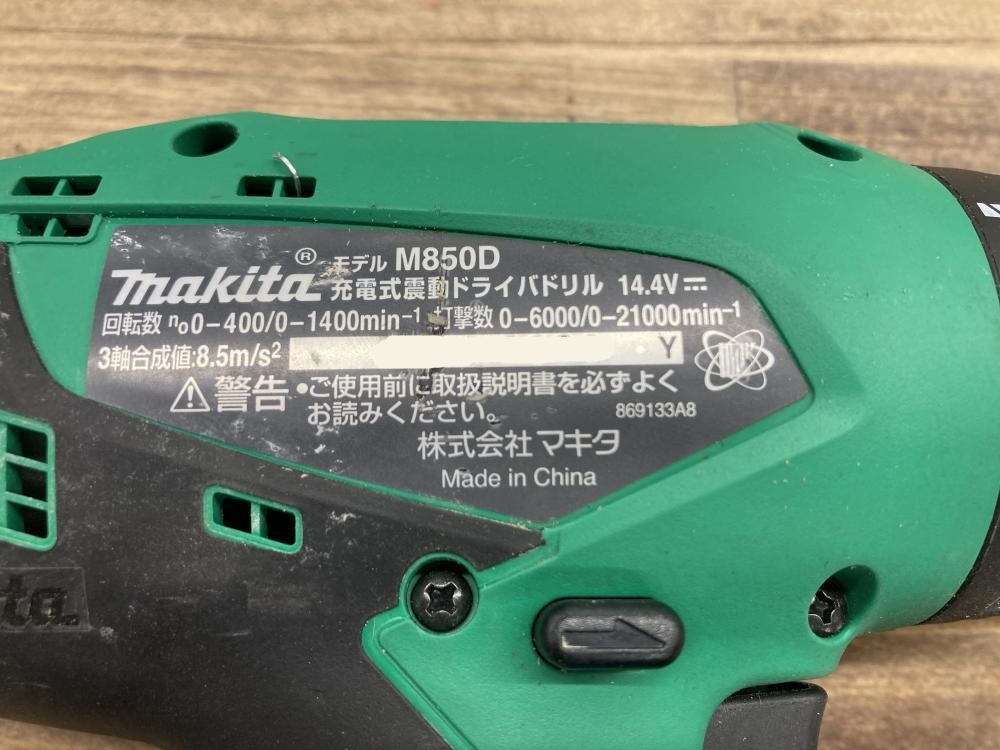 makita® モデル M850D
充電式震動ドライバドリル 14.4V⎓
回転数 n₀0-400/0-1400min⁻¹ 打撃数 0-6000/0-21000min⁻¹
3軸合成値:8.5m/s²
Y
⚠警告 •ご使用前に取扱説明書を必ずよく
お読みください。
869133A8
株式会社マキタ
Made in China
ta